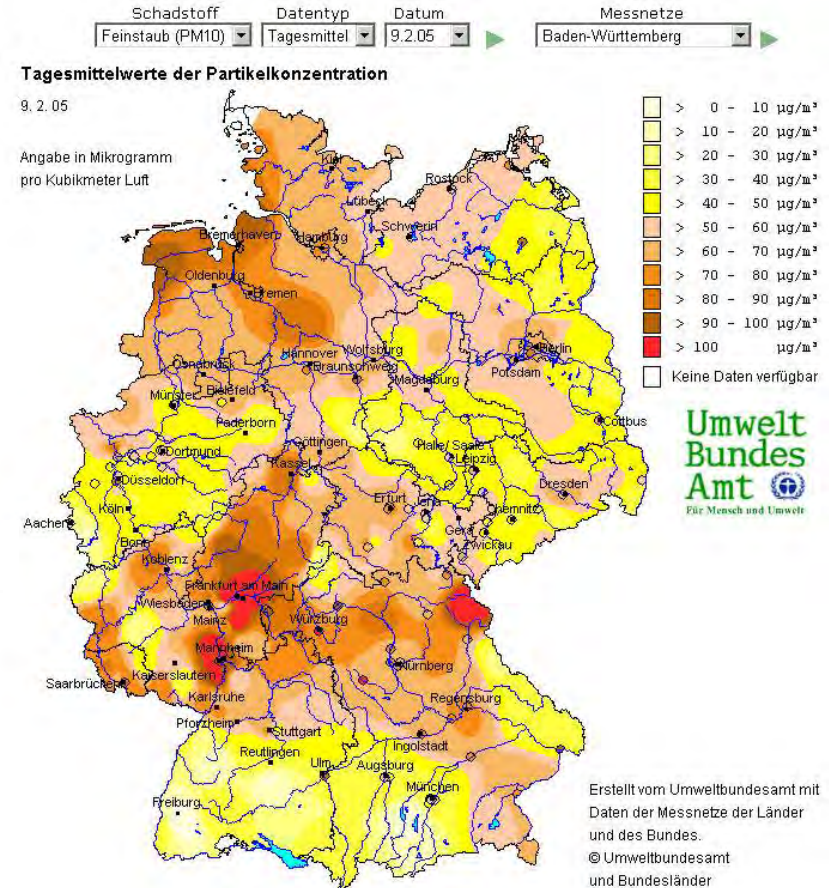 Schadstoff Datentyp Datum Messnetze
Feinstaub (PM10) Tagesmittel 9.2.05 Baden-Württemberg
Tagesmittelwerte der Partikelkonzentration
9. 2. 05
Angabe in Mikrogramm
pro Kubikmeter Luft
> 0 - 10 µg/m³
> 10 - 20 µg/m³
> 20 - 30 µg/m³
> 30 - 40 µg/m³
> 40 - 50 µg/m³
> 50 - 60 µg/m³
> 60 - 70 µg/m³
> 70 - 80 µg/m³
> 80 - 90 µg/m³
> 90 - 100 µg/m³
> 100 µg/m³
Keine Daten verfügbar
Kiel
Rostock
Lübeck
Schwerin
Bremerhaven
Hamburg
Oldenburg
Bremen
Hannover
Wolfsburg
Berlin
Osnabrück
Braunschweig
Potsdam
Magdeburg
Münster
Bielefeld
Paderborn
Cottbus
Göttingen
Halle/ Saale
Dortmund
Leipzig
Kassel
Düsseldorf
Dresden
Erfurt
Jena
Köln
Chemnitz
Aachen
Gera
Bonn
Zwickau
Koblenz
Frankfurt am Main
Wiesbaden
Mainz
Würzburg
Mannheim
Nürnberg
Kaiserslautern
Saarbrücken
Karlsruhe
Regensburg
Pforzheim
Stuttgart
Ingolstadt
Reutlingen
Ulm
Augsburg
München
Freiburg
Umwelt
Bundes
Amt
Für Mensch und Umwelt
Erstellt vom Umweltbundesamt mit
Daten der Messnetze der Länder
und des Bundes.
© Umweltbundesamt
und Bundesländer